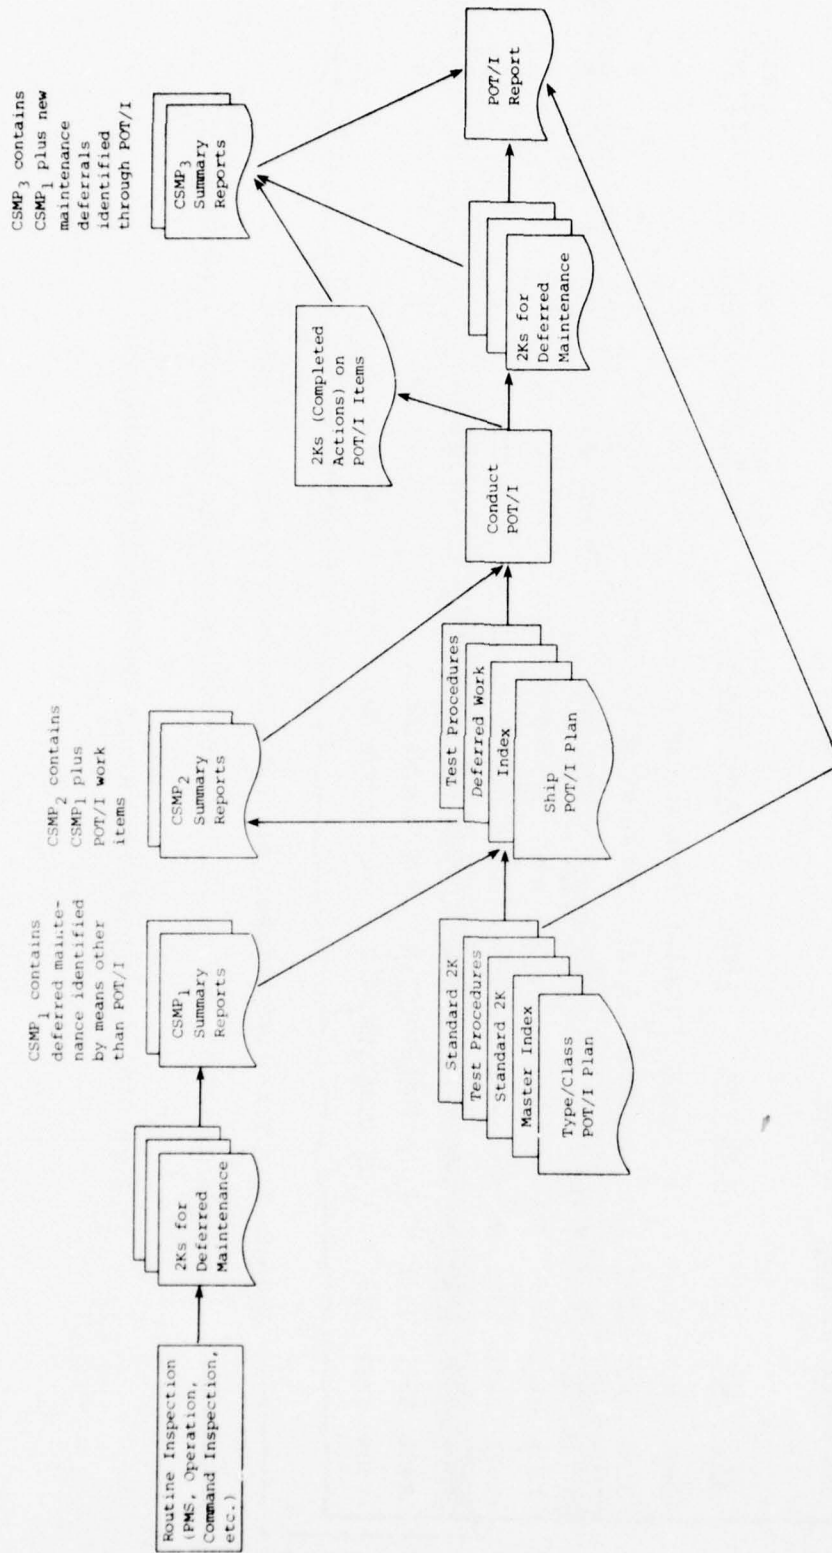 Routine Inspection
(PMS, Operation,
Command Inspection,
etc.)
2Ks for
Deferred
Maintenance
CSMP1 contains
deferred mainte-
nance identified
by means other
than POT/I
CSMP1
Summary
Reports
CSMP2 contains
CSMP1 plus
POT/I work
items
CSMP2
Summary
Reports
CSMP3 contains
CSMP1 plus new
maintenance
deferrals
identified
through POT/I
CSMP3
Summary
Reports
Standard 2K
Test Procedures
Standard 2K
Master Index
Type/Class
POT/I Plan
Test Procedures
Deferred Work
Index
Ship
POT/I Plan
Conduct
POT/I
2Ks (Completed
Actions) on
POT/I Items
2Ks for
Deferred
Maintenance
POT/I
Report